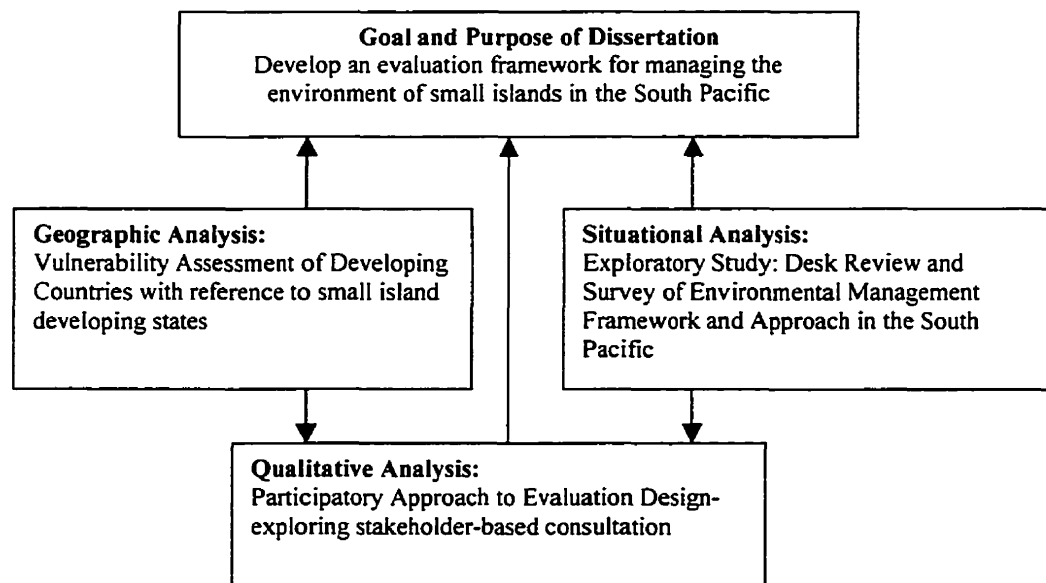 Goal and Purpose of Dissertation
Develop an evaluation framework for managing the
environment of small islands in the South Pacific
Geographic Analysis:
Vulnerability Assessment of Developing
Countries with reference to small island
developing states
Situational Analysis:
Exploratory Study: Desk Review and
Survey of Environmental Management
Framework and Approach in the South
Pacific
Qualitative Analysis:
Participatory Approach to Evaluation Design-
exploring stakeholder-based consultation